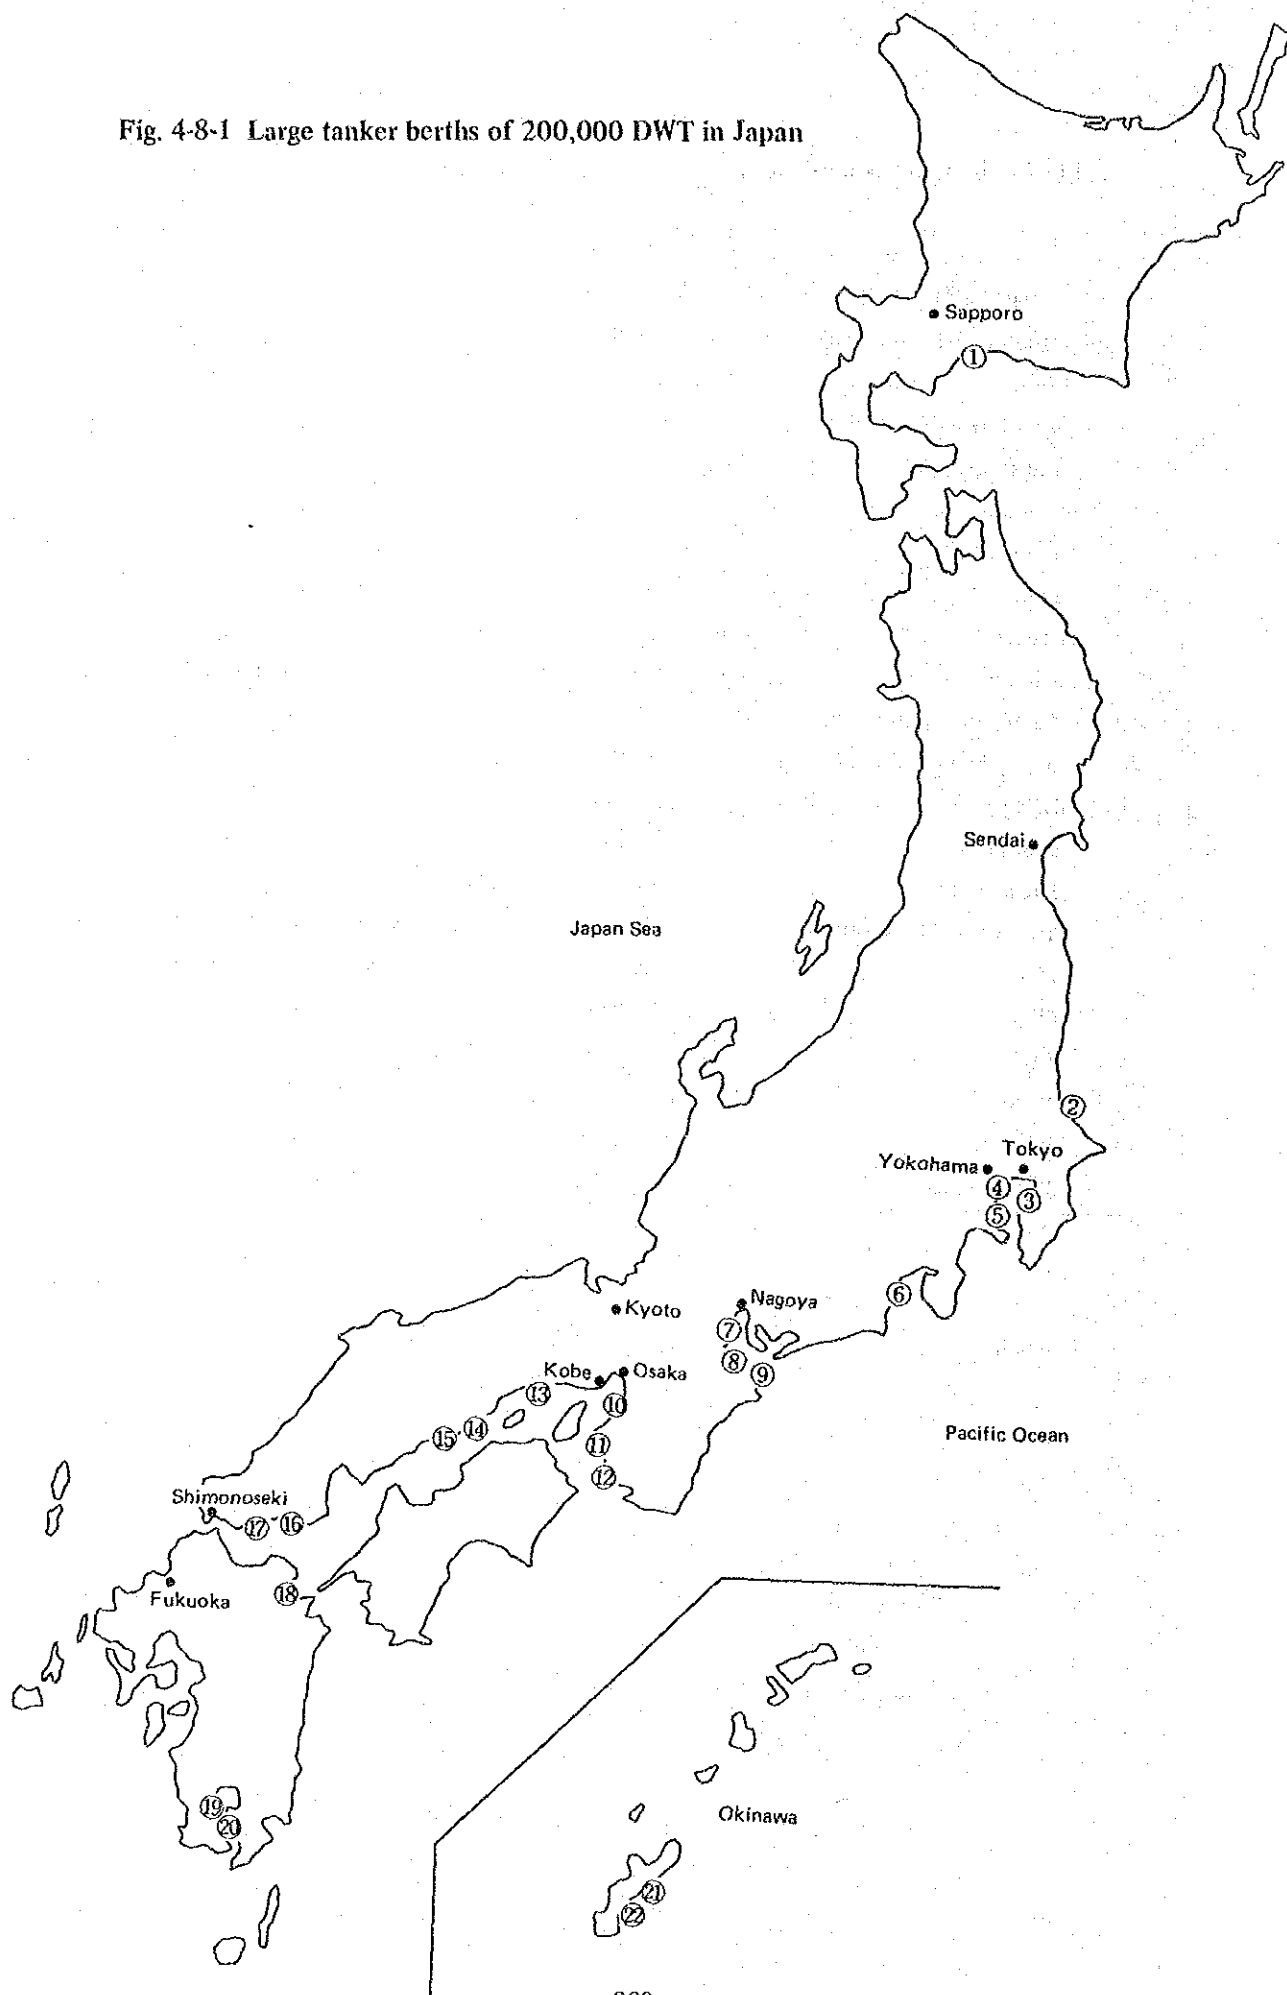 Fig. 4-8-1 Large tanker berths of 200,000 DWT in Japan
Sapporo
①
Sendai
Japan Sea
②
Tokyo
Yokohama
④
③
⑤
⑥
Nagoya
Kyoto
⑦
⑧
⑨
Kobe
Osaka
⑬
⑩
⑭
⑮
⑪
⑫
Pacific Ocean
Shimonoseki
⑰
⑯
Fukuoka
⑱
⑲
⑳
Okinawa
㉑
㉒